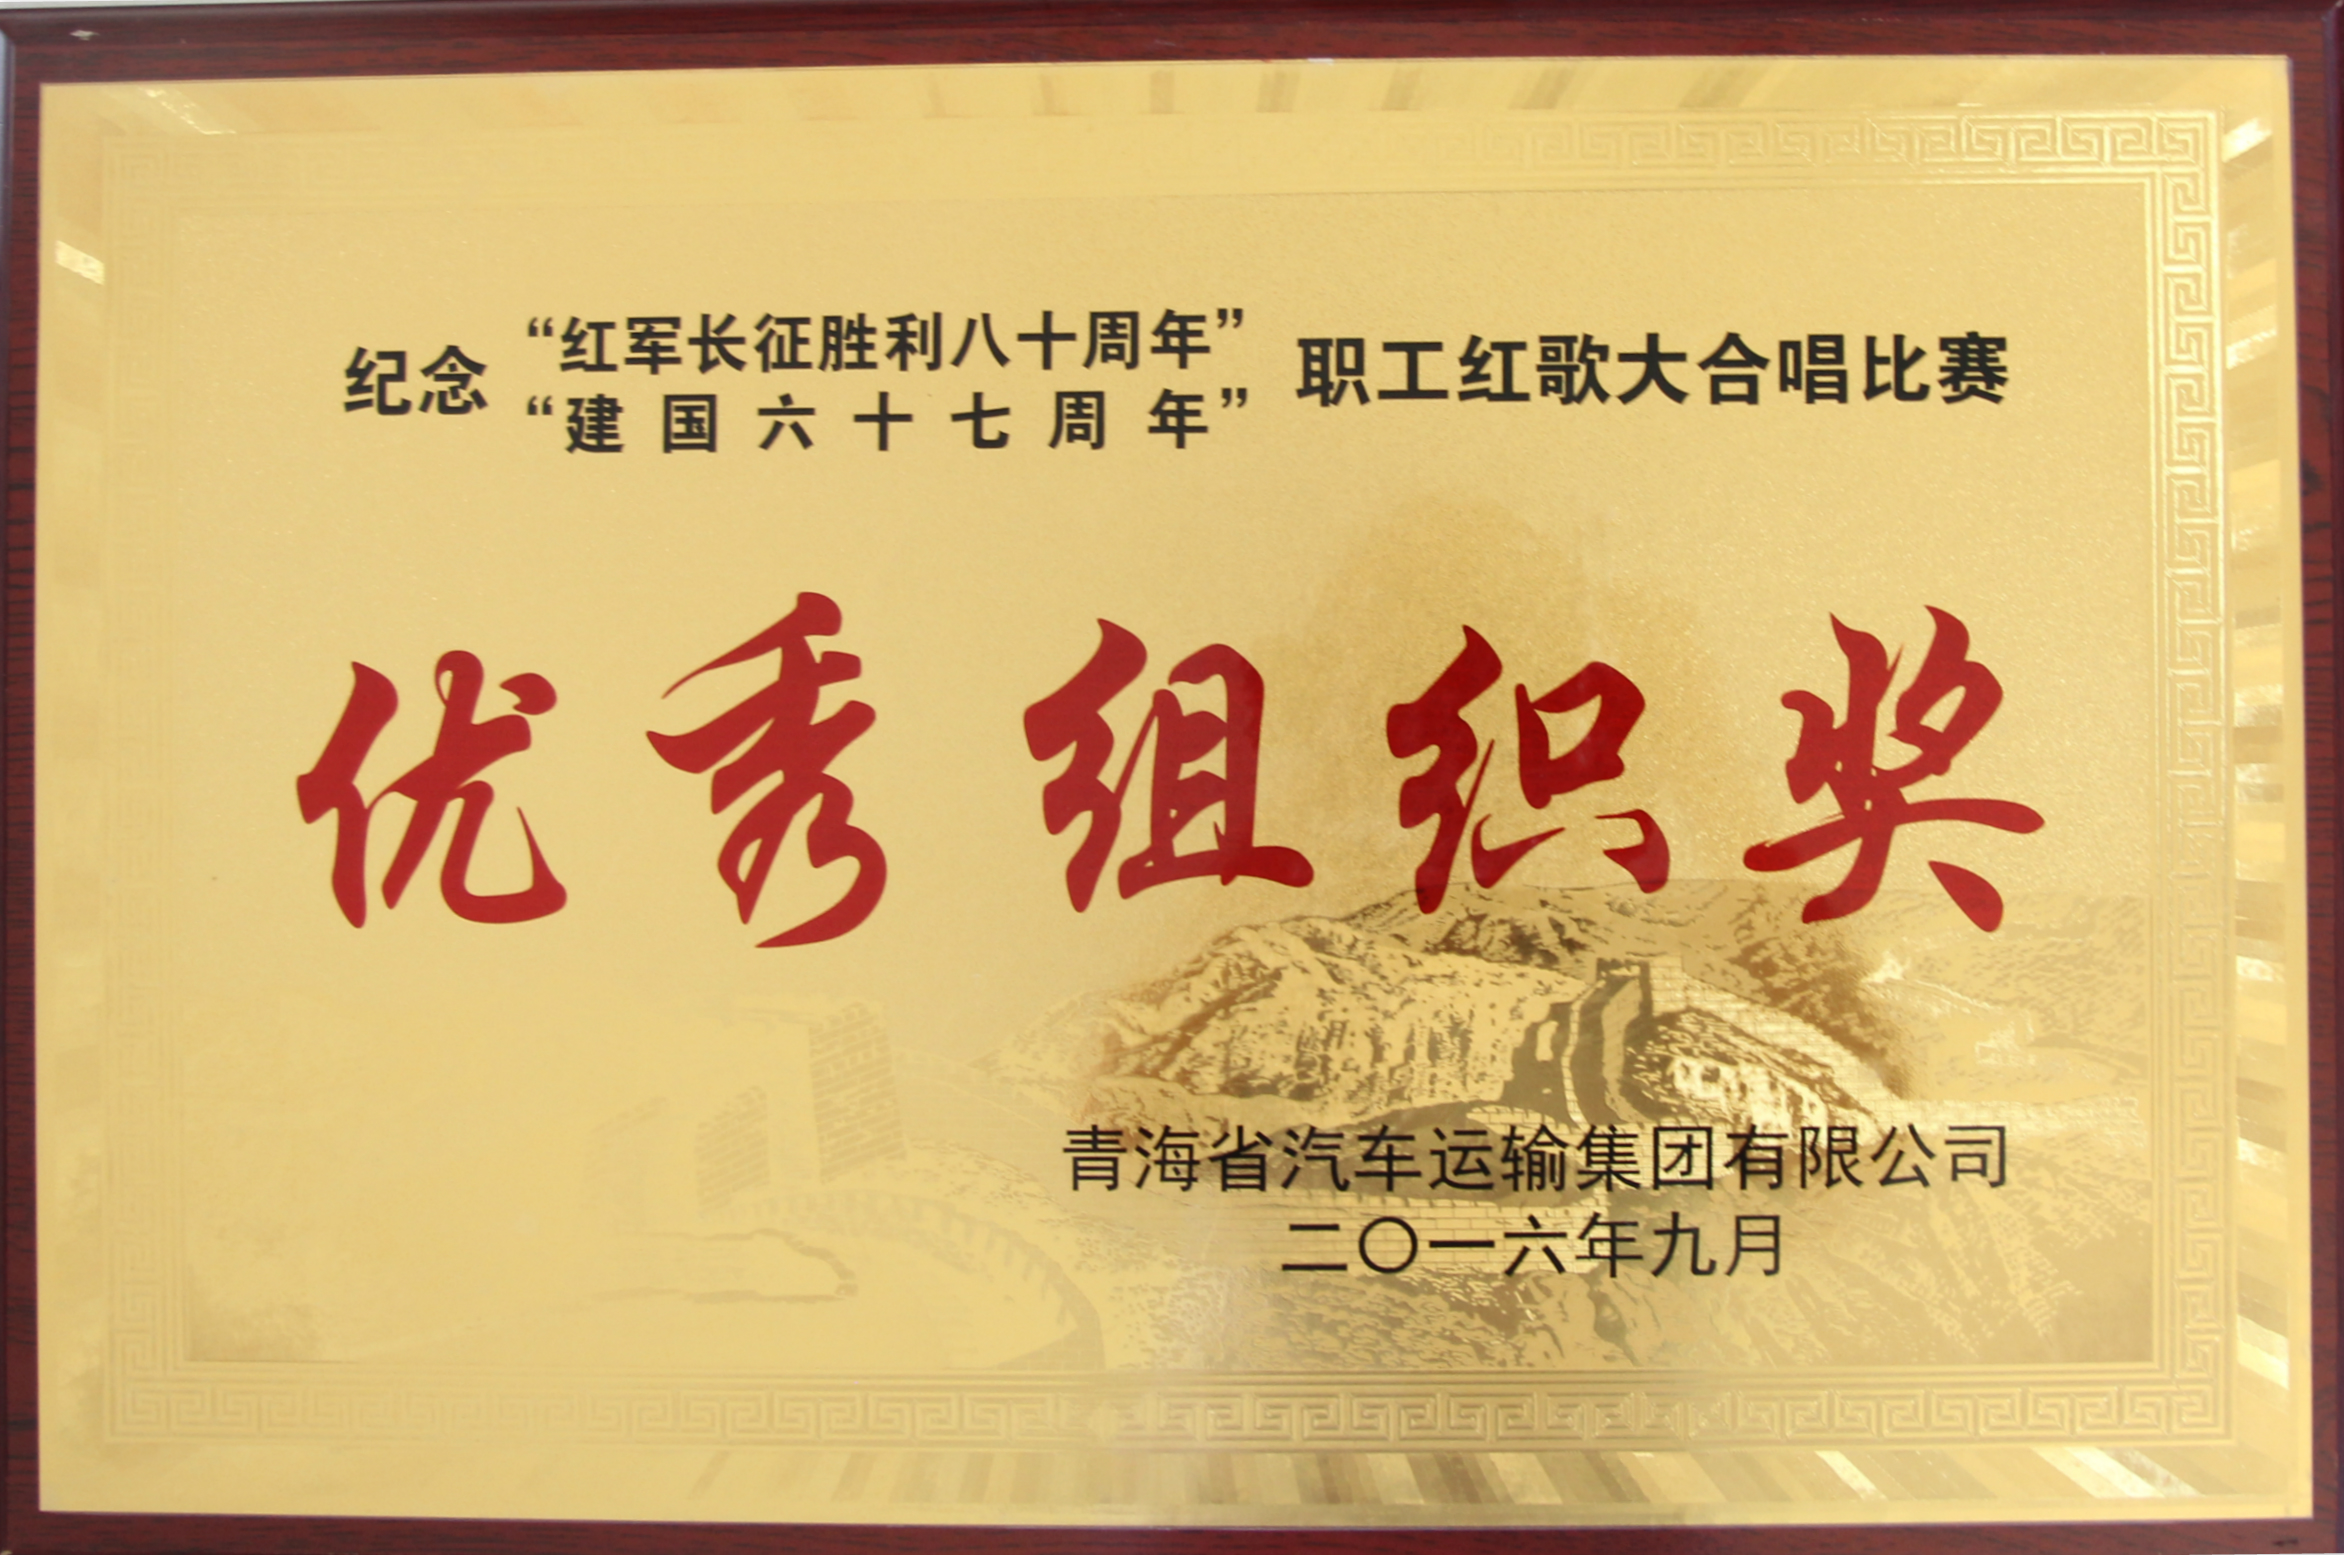 纪念“红军长征胜利八十周年”职工红歌大合唱比赛
“建国六十七周年”
优秀组织奖
青海省汽车运输集团有限公司
二〇一六年九月